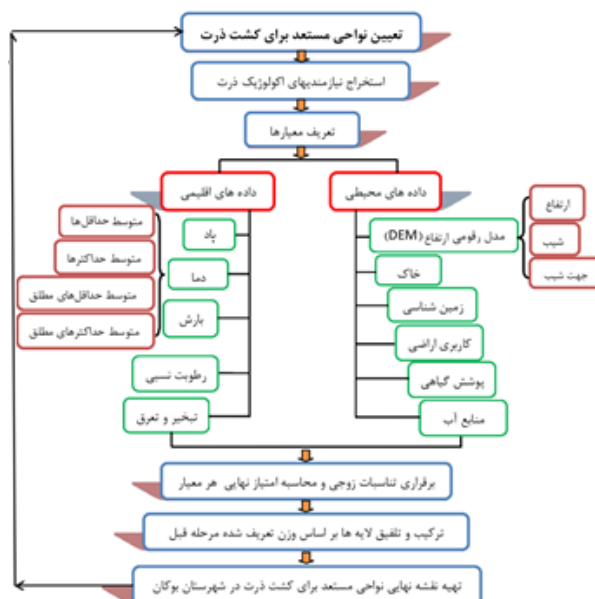 تعیین نواحی مستعد برای کشت ذرت
استخراج نیازمندیهای اکولوژیک ذرت
تعریف معیارها
داده های محیطی
داده های اقلیمی
ارتفاع
شیب
جهت شیب
مدل رقومی ارتفاع (DEM)
خاک
زمین شناسی
کاربری اراضی
پوشش گیاهی
منابع آب
پاد
دما
بارش
رطوبت نسبی
تبخیر و تعرق
متوسط حداقل‌ها
متوسط حداکثرها
متوسط حداقل‌های مطلق
متوسط حداکثرهای مطلق
برقراری تناسبات زوجی و محاسبه امتیاز نهایی هر معیار
ترکیب و تلفیق لایه ها بر اساس وزن تعریف شده مرحله قبل
تهیه نقشه نهایی نواحی مستعد برای کشت ذرت در شهرستان بوکان